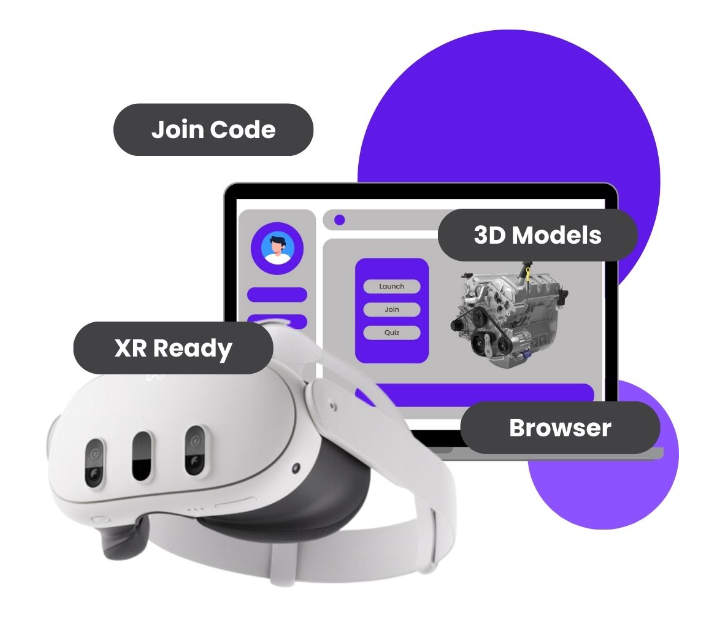 Join Code
3D Models
Launch
Join
Quiz
XR Ready
Browser